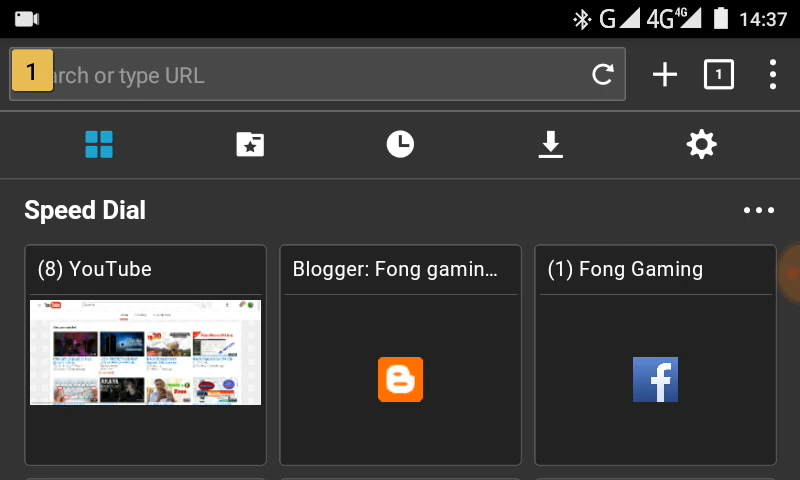 G 4G 4G 14:37
1 arch or type URL 1
Speed Dial
(8) YouTube
Blogger: Fong gamin...
(1) Fong Gaming